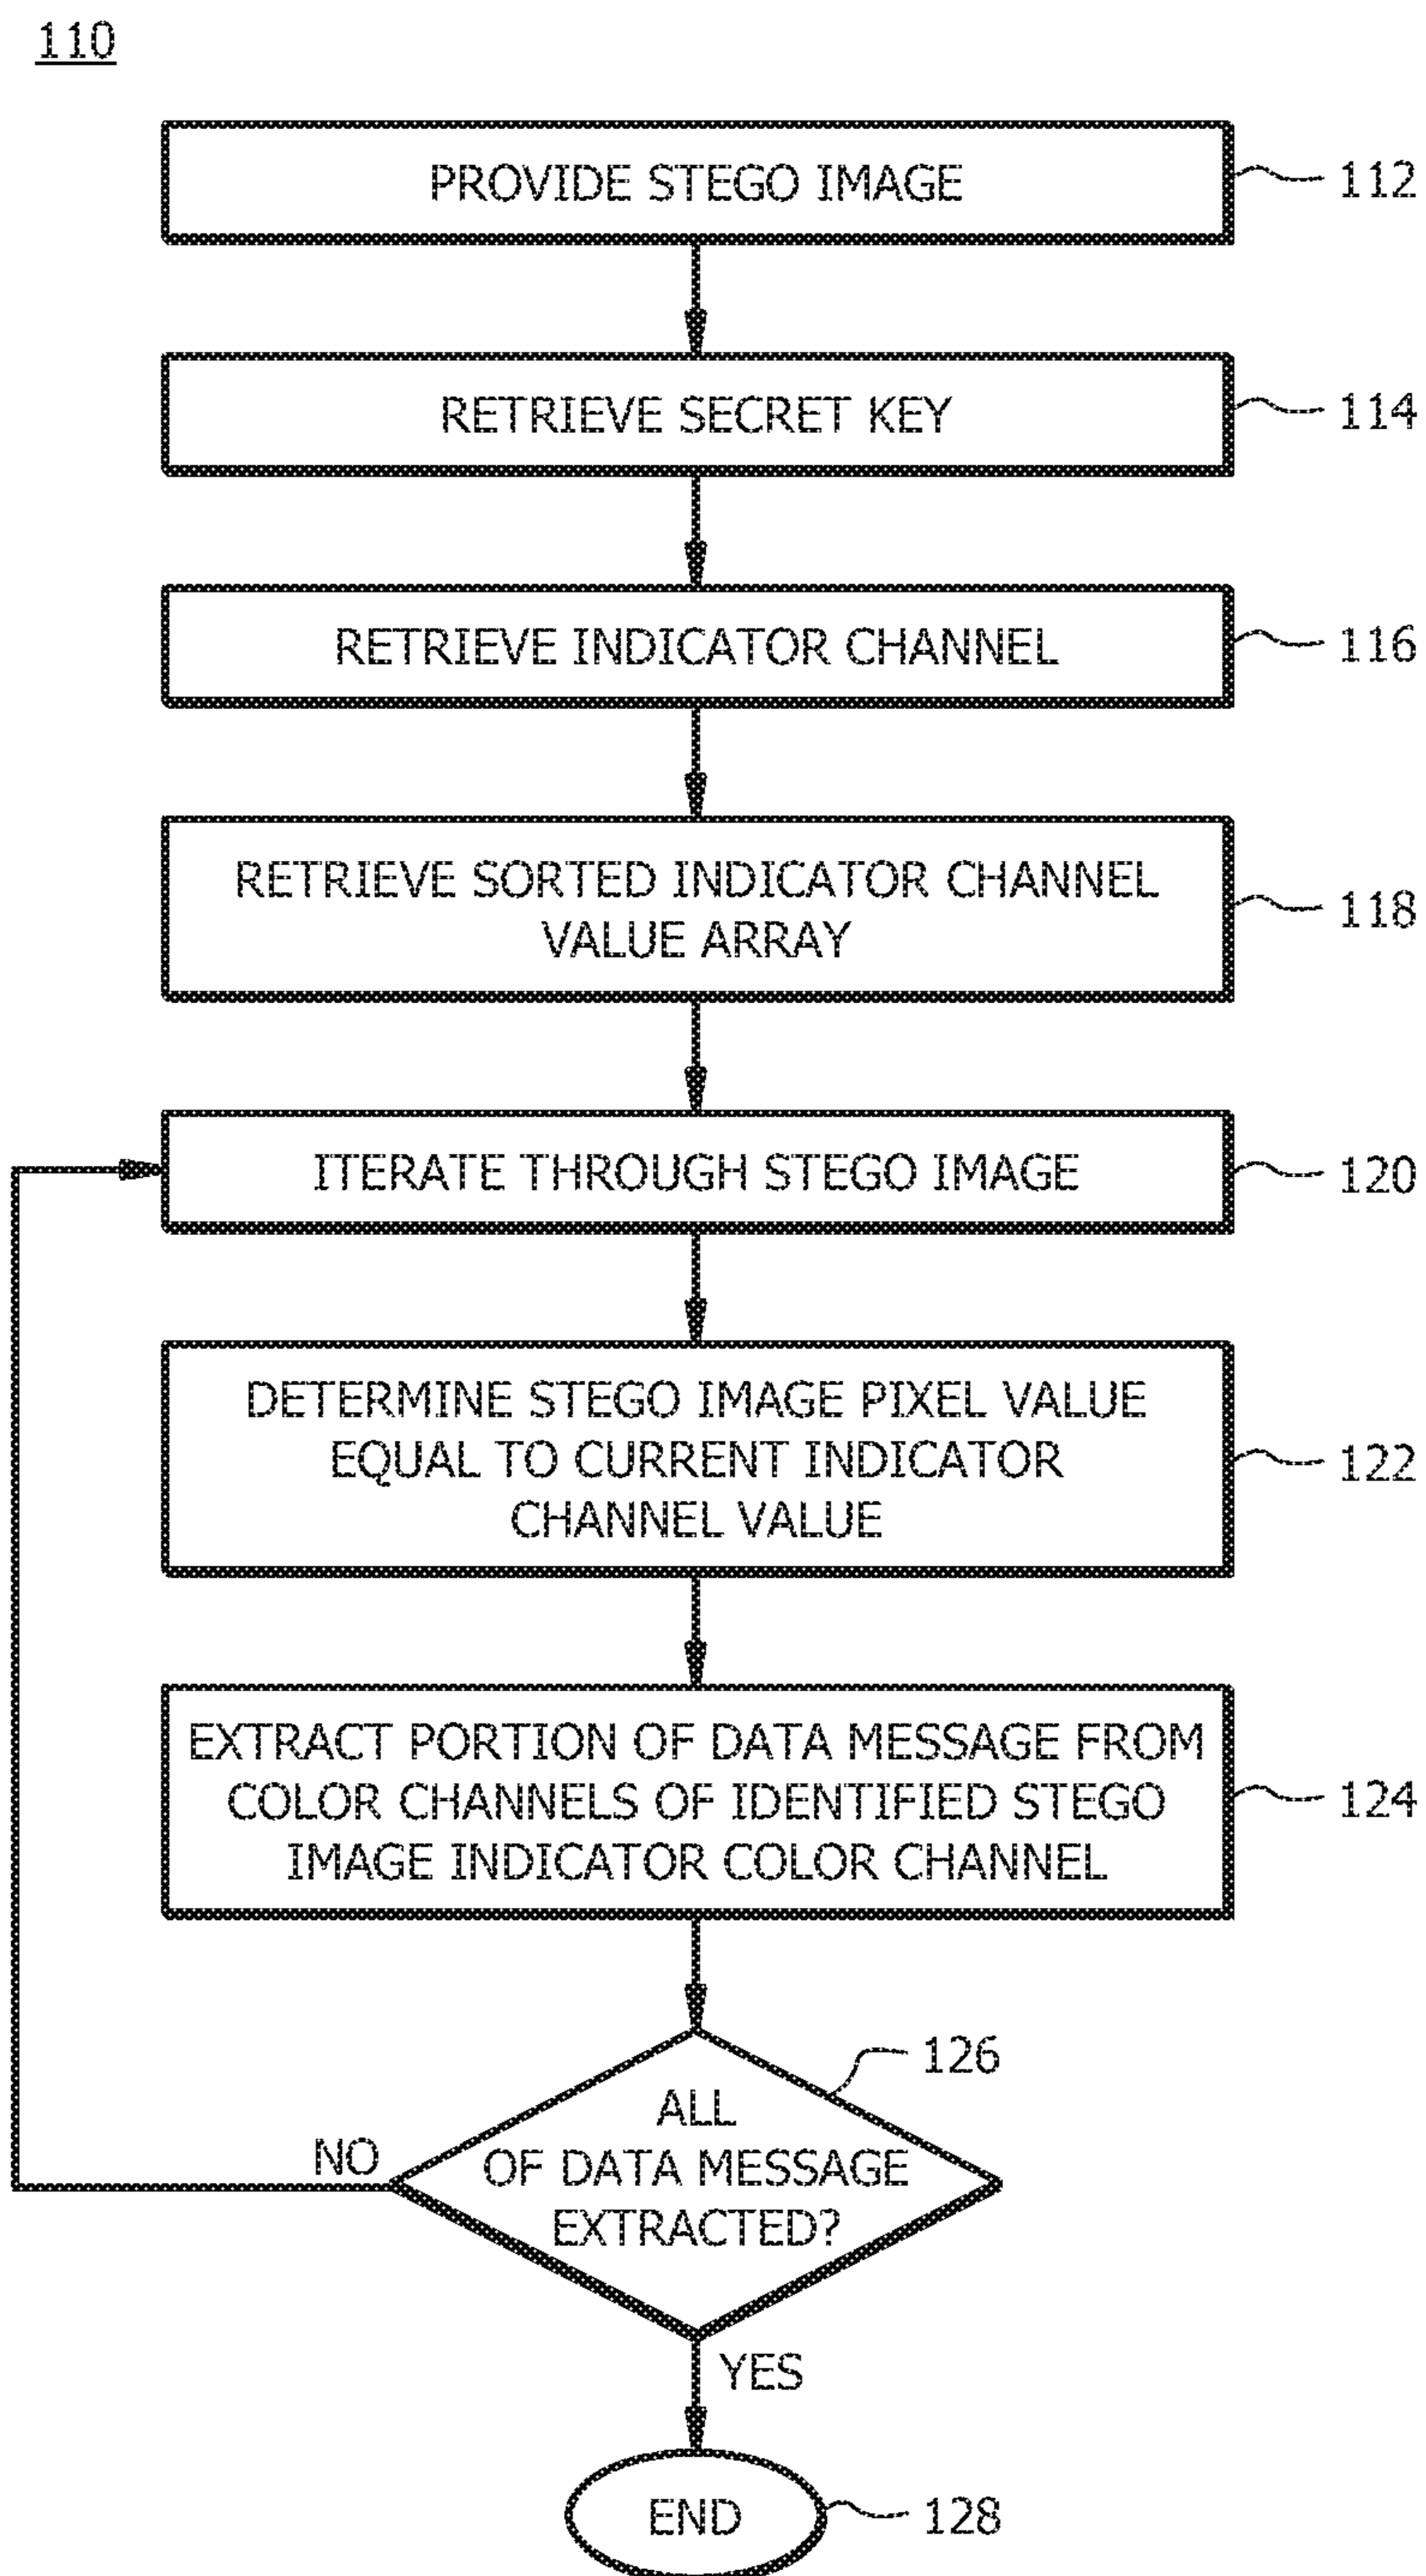 110
PROVIDE STEGO IMAGE
112
RETRIEVE SECRET KEY
114
RETRIEVE INDICATOR CHANNEL
116
RETRIEVE SORTED INDICATOR CHANNEL
VALUE ARRAY
118
ITERATE THROUGH STEGO IMAGE
120
DETERMINE STEGO IMAGE PIXEL VALUE
EQUAL TO CURRENT INDICATOR
CHANNEL VALUE
122
EXTRACT PORTION OF DATA MESSAGE FROM
COLOR CHANNELS OF IDENTIFIED STEGO
IMAGE INDICATOR COLOR CHANNEL
124
126
ALL
OF DATA MESSAGE
EXTRACTED?
NO
YES
END
128